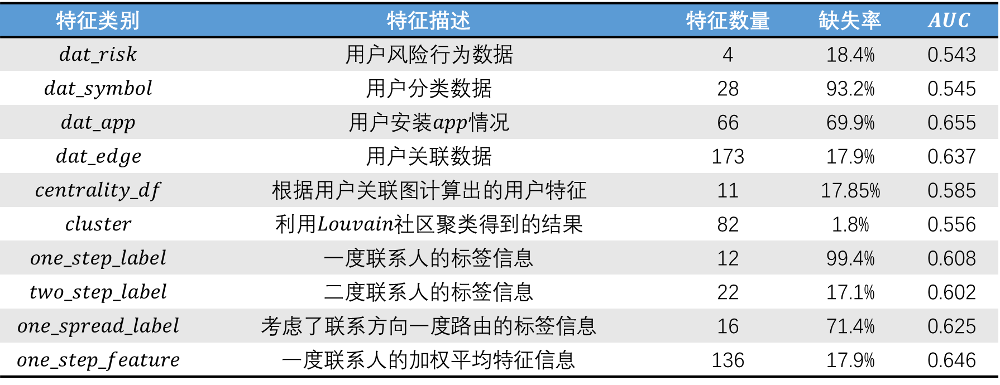 特征类别 特征描述 特征数量 缺失率 AUC
dat_risk 用户风险行为数据 4 18.4% 0.543
dat_symbol 用户分类数据 28 93.2% 0.545
dat_app 用户安装app情况 66 69.9% 0.655
dat_edge 用户关联数据 173 17.9% 0.637
centrality_df 根据用户关联图计算出的用户特征 11 17.85% 0.585
cluster 利用Louvain社区聚类得到的结果 82 1.8% 0.556
one_step_label 一度联系人的标签信息 12 99.4% 0.608
two_step_label 二度联系人的标签信息 22 17.1% 0.602
one_spread_label 考虑了联系方向一度路由的标签信息 16 71.4% 0.625
one_step_feature 一度联系人的加权平均特征信息 136 17.9% 0.646